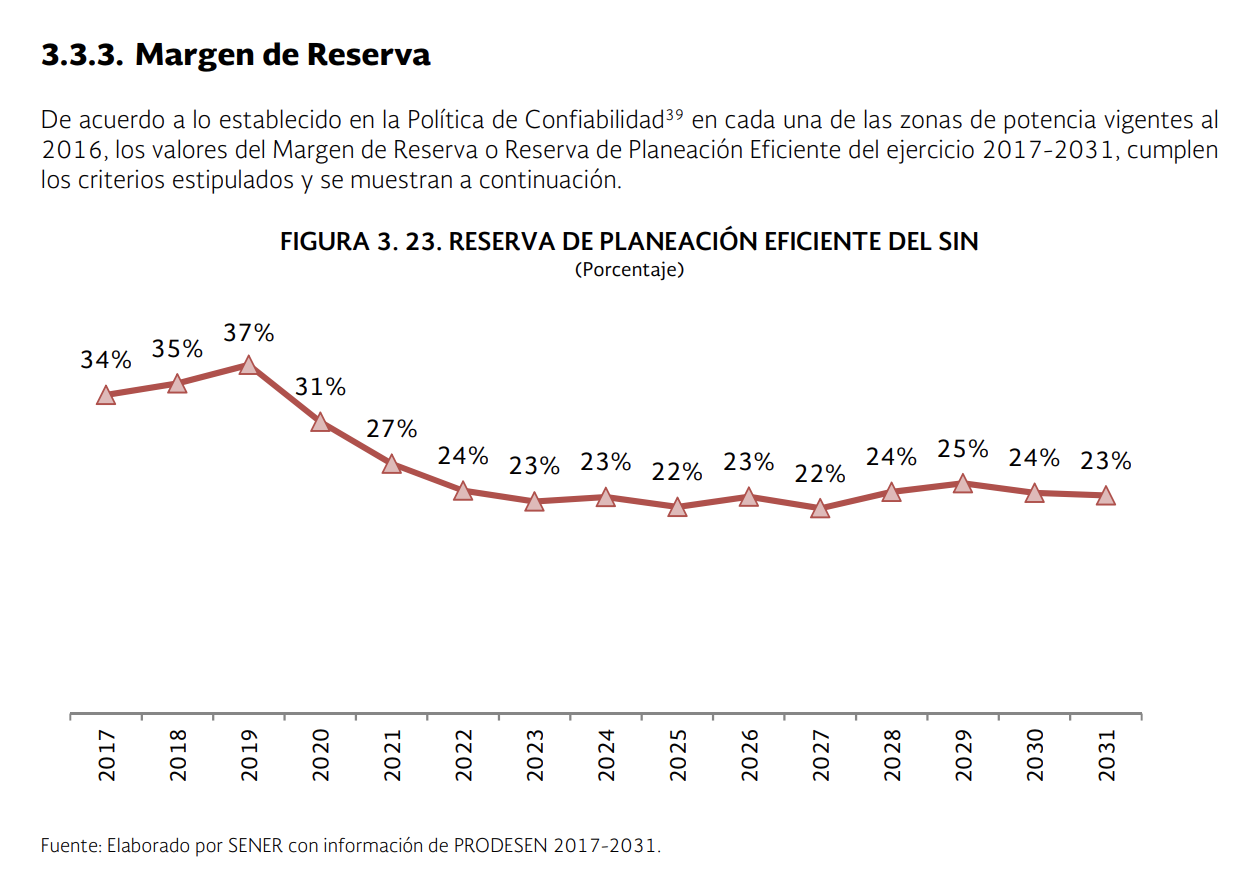 3.3.3. Margen de Reserva
De acuerdo a lo establecido en la Política de Confiabilidad³⁹ en cada una de las zonas de potencia vigentes al
2016, los valores del Margen de Reserva o Reserva de Planeación Eficiente del ejercicio 2017-2031, cumplen
los criterios estipulados y se muestran a continuación.
FIGURA 3. 23. RESERVA DE PLANEACIÓN EFICIENTE DEL SIN
(Porcentaje)
34% 35% 37% 31% 27% 24% 23% 23% 22% 23% 22% 24% 25% 24% 23%
2017 2018 2019 2020 2021 2022 2023 2024 2025 2026 2027 2028 2029 2030 2031
Fuente: Elaborado por SENER con información de PRODESEN 2017-2031.